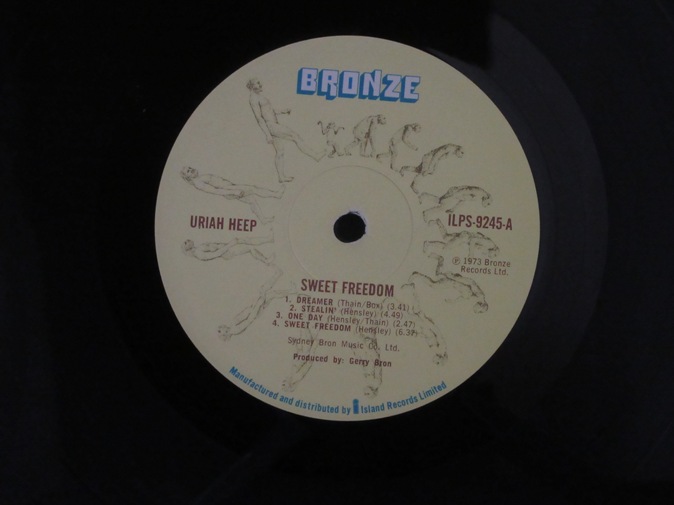 BRONZE
URIAH HEEP
ILPS-9245-A
℗ 1973 Bronze
Records Ltd.
SWEET FREEDOM
1. DREAMER (Thain/Box) (3.41)
2. STEALIN' (Hensley) (4.49)
3. ONE DAY (Hensley/Thain) (2.47)
4. SWEET FREEDOM (Hensley) (6.37)
Sydney Bron Music Co. Ltd.
Produced by: Gerry Bron
Manufactured and distributed by Island Records Limited